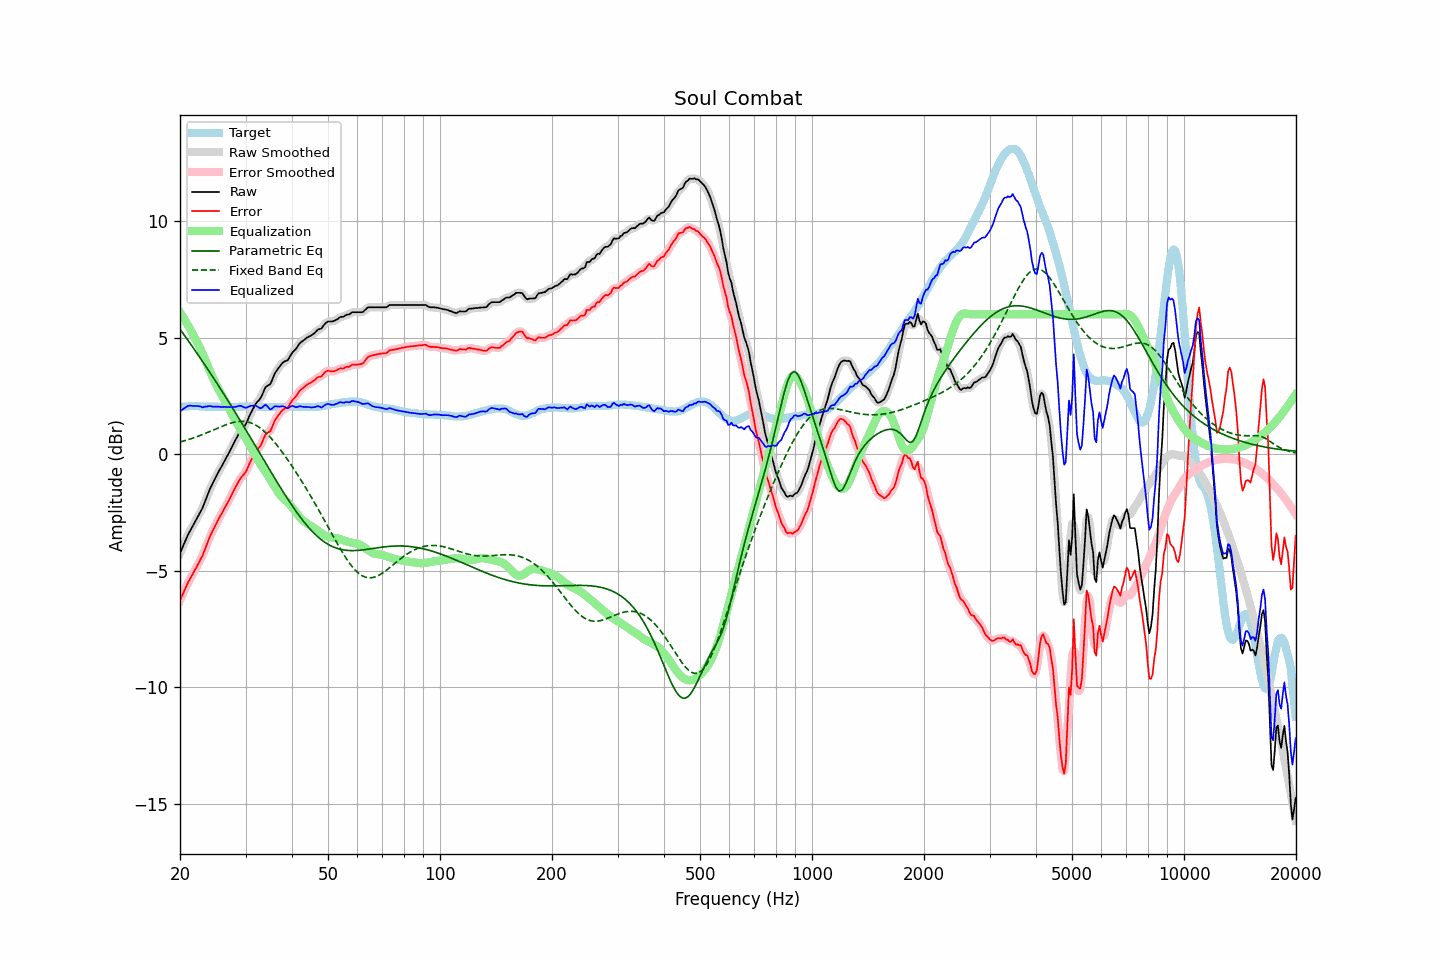 Soul Combat
Target
Raw Smoothed
Error Smoothed
Raw
Error
Equalization
Parametric Eq
Fixed Band Eq
Equalized
10
5
0
−5
−10
−15
Amplitude (dBr)
20 50 100 200 500 1000 2000 5000 10000 20000
Frequency (Hz)